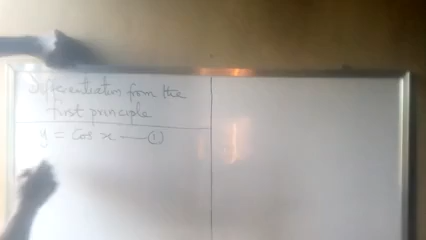 Differentiation from the
first principle
y = Cos x — ①